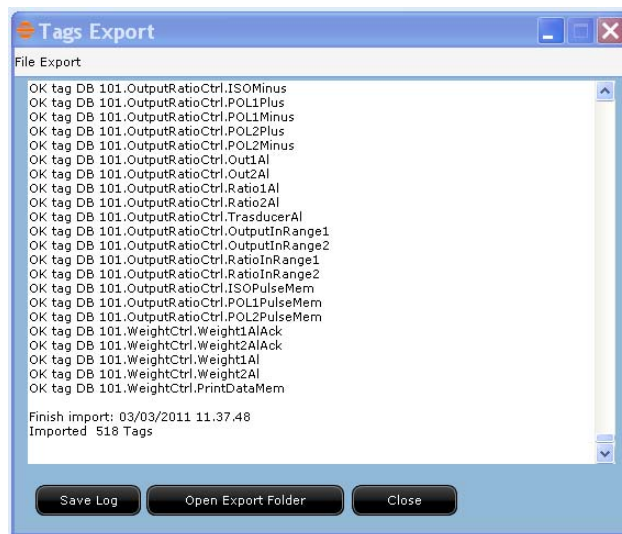 Tags Export
File Export
OK tag DB 101.OutputRatioCtrl.ISOMinus
OK tag DB 101.OutputRatioCtrl.POL1Plus
OK tag DB 101.OutputRatioCtrl.POL1Minus
OK tag DB 101.OutputRatioCtrl.POL2Plus
OK tag DB 101.OutputRatioCtrl.POL2Minus
OK tag DB 101.OutputRatioCtrl.Out1Al
OK tag DB 101.OutputRatioCtrl.Out2Al
OK tag DB 101.OutputRatioCtrl.Ratio1Al
OK tag DB 101.OutputRatioCtrl.Ratio2Al
OK tag DB 101.OutputRatioCtrl.TrasducerAl
OK tag DB 101.OutputRatioCtrl.OutputInRange1
OK tag DB 101.OutputRatioCtrl.OutputInRange2
OK tag DB 101.OutputRatioCtrl.RatioInRange1
OK tag DB 101.OutputRatioCtrl.RatioInRange2
OK tag DB 101.OutputRatioCtrl.ISOPulseMem
OK tag DB 101.OutputRatioCtrl.POL1PulseMem
OK tag DB 101.OutputRatioCtrl.POL2PulseMem
OK tag DB 101.WeightCtrl.Weight1AlAck
OK tag DB 101.WeightCtrl.Weight2AlAck
OK tag DB 101.WeightCtrl.Weight1Al
OK tag DB 101.WeightCtrl.Weight2Al
OK tag DB 101.WeightCtrl.PrintDataMem
Finish import: 03/03/2011 11.37.48
Imported 518 Tags
Save Log
Open Export Folder
Close